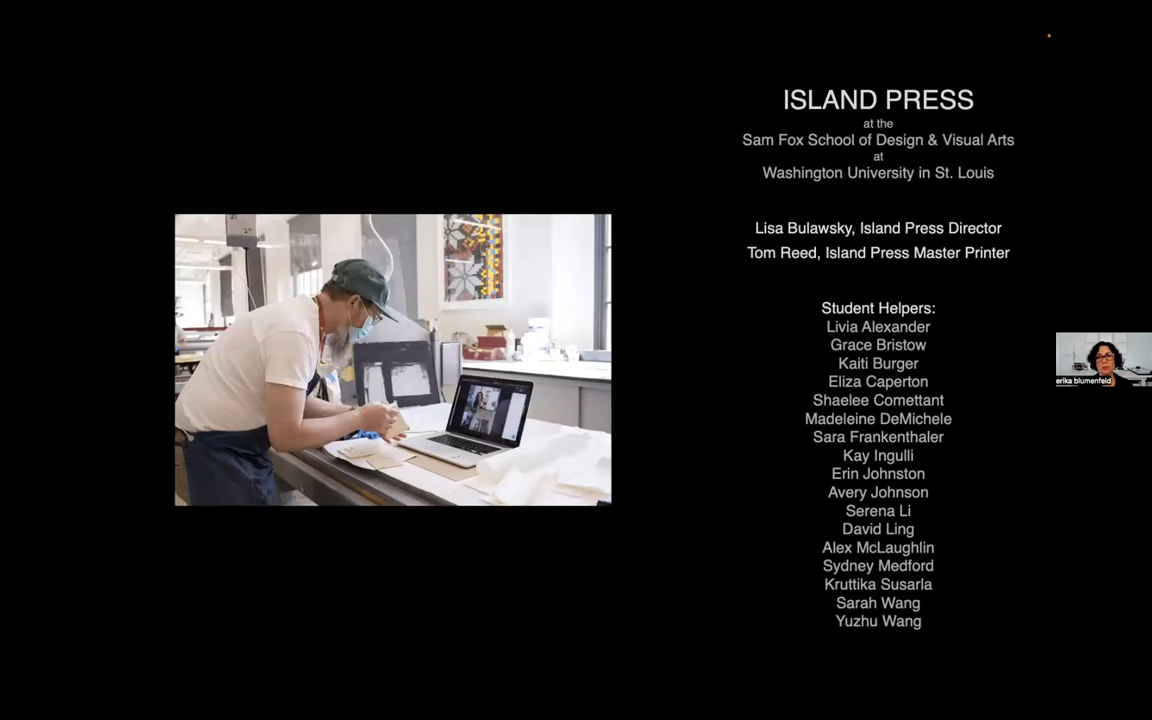 ISLAND PRESS
at the
Sam Fox School of Design & Visual Arts
at
Washington University in St. Louis
Lisa Bulawsky, Island Press Director
Tom Reed, Island Press Master Printer
Student Helpers:
Livia Alexander
Grace Bristow
Kaiti Burger
Eliza Caperton
Shaelee Comettant
Madeleine DeMichele
Sara Frankenthaler
Kay Ingulli
Erin Johnston
Avery Johnson
Serena Li
David Ling
Alex McLaughlin
Sydney Medford
Kruttika Susarla
Sarah Wang
Yuzhu Wang
erika blumenfeld